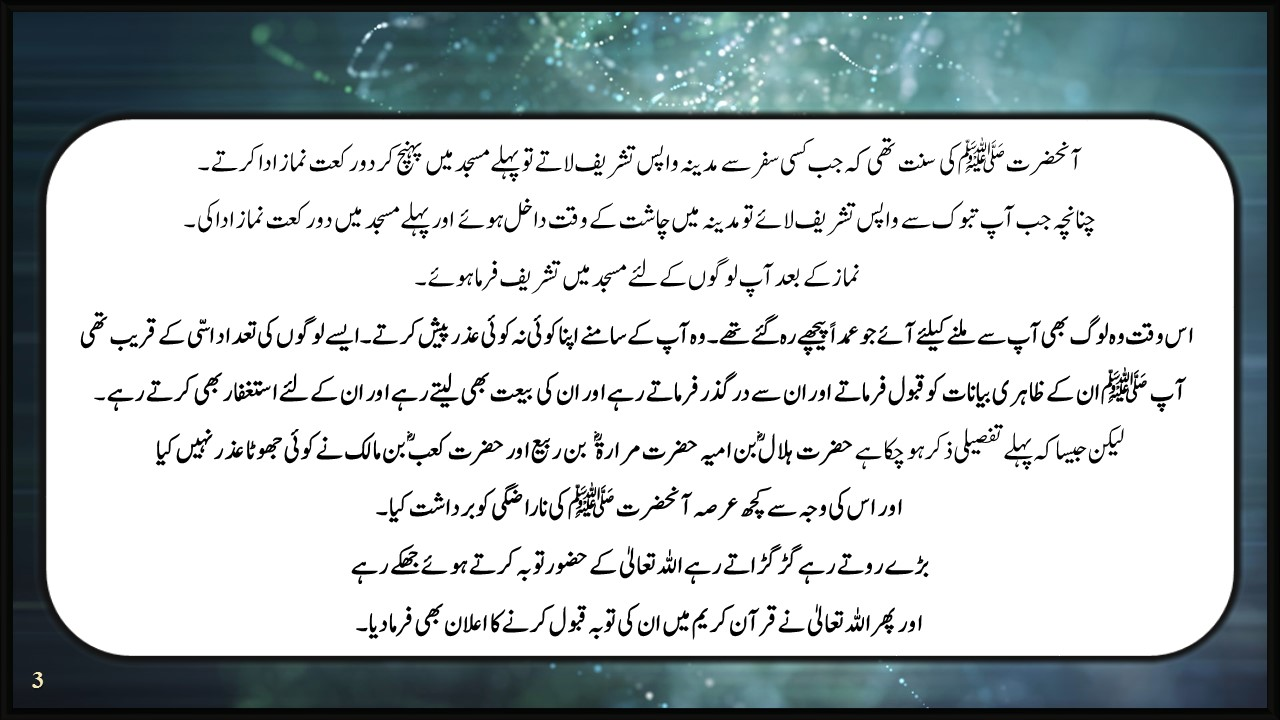 آنحضرت ﷺ کی سنت تھی کہ جب کسی سفر سے مدینہ واپس تشریف لاتے تو پہلے مسجد میں پہنچ کر دو رکعت نماز ادا کرتے۔
چنانچہ جب آپ تبوک سے واپس تشریف لائے تو مدینہ میں چاشت کے وقت داخل ہوئے اور پہلے مسجد میں دو رکعت نماز ادا کی۔
نماز کے بعد آپ لوگوں کے لئے مسجد میں تشریف فرما ہوئے۔
اس وقت وہ لوگ بھی آپ سے ملنے کیلئے آئے جو عمداً پیچھے رہ گئے تھے۔ وہ آپ کے سامنے اپنا کوئی نہ کوئی عذر پیش کرتے۔ ایسے لوگوں کی تعداد اسّی کے قریب تھی
آپ ﷺ ان کے ظاہری بیانات کو قبول فرماتے اور ان سے درگذر فرماتے رہے اور ان کی بیعت بھی لیتے رہے اور ان کے لئے استغفار بھی کرتے رہے۔
لیکن جیسا کہ پہلے تفصیلی ذکر ہو چکا ہے حضرت ہلالؓ بن امیہ حضرت مرارۃؓ بن ربیع اور حضرت کعبؓ بن مالک نے کوئی جھوٹا عذر نہیں کیا
اور اس کی وجہ سے کچھ عرصہ آنحضرت ﷺ کی ناراضگی کو برداشت کیا۔
بڑے روتے رہے گڑگڑاتے رہے اللہ تعالیٰ کے حضور توبہ کرتے ہوئے جھکے رہے
اور پھر اللہ تعالیٰ نے قرآن کریم میں ان کی توبہ قبول کرنے کا اعلان بھی فرما دیا۔
3